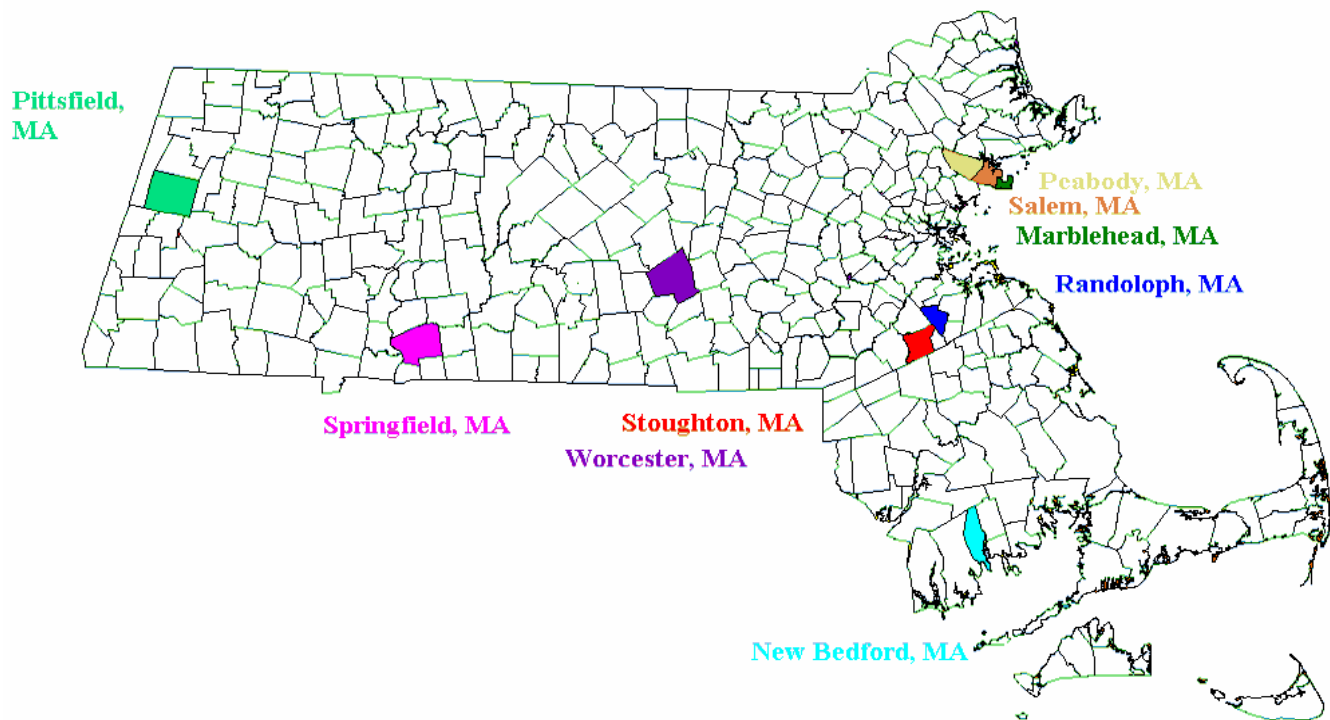 Pittsfield,
MA
Peabody, MA
Salem, MA
Marblehead, MA
Randoloph, MA
Springfield, MA
Stoughton, MA
Worcester, MA
New Bedford, MA